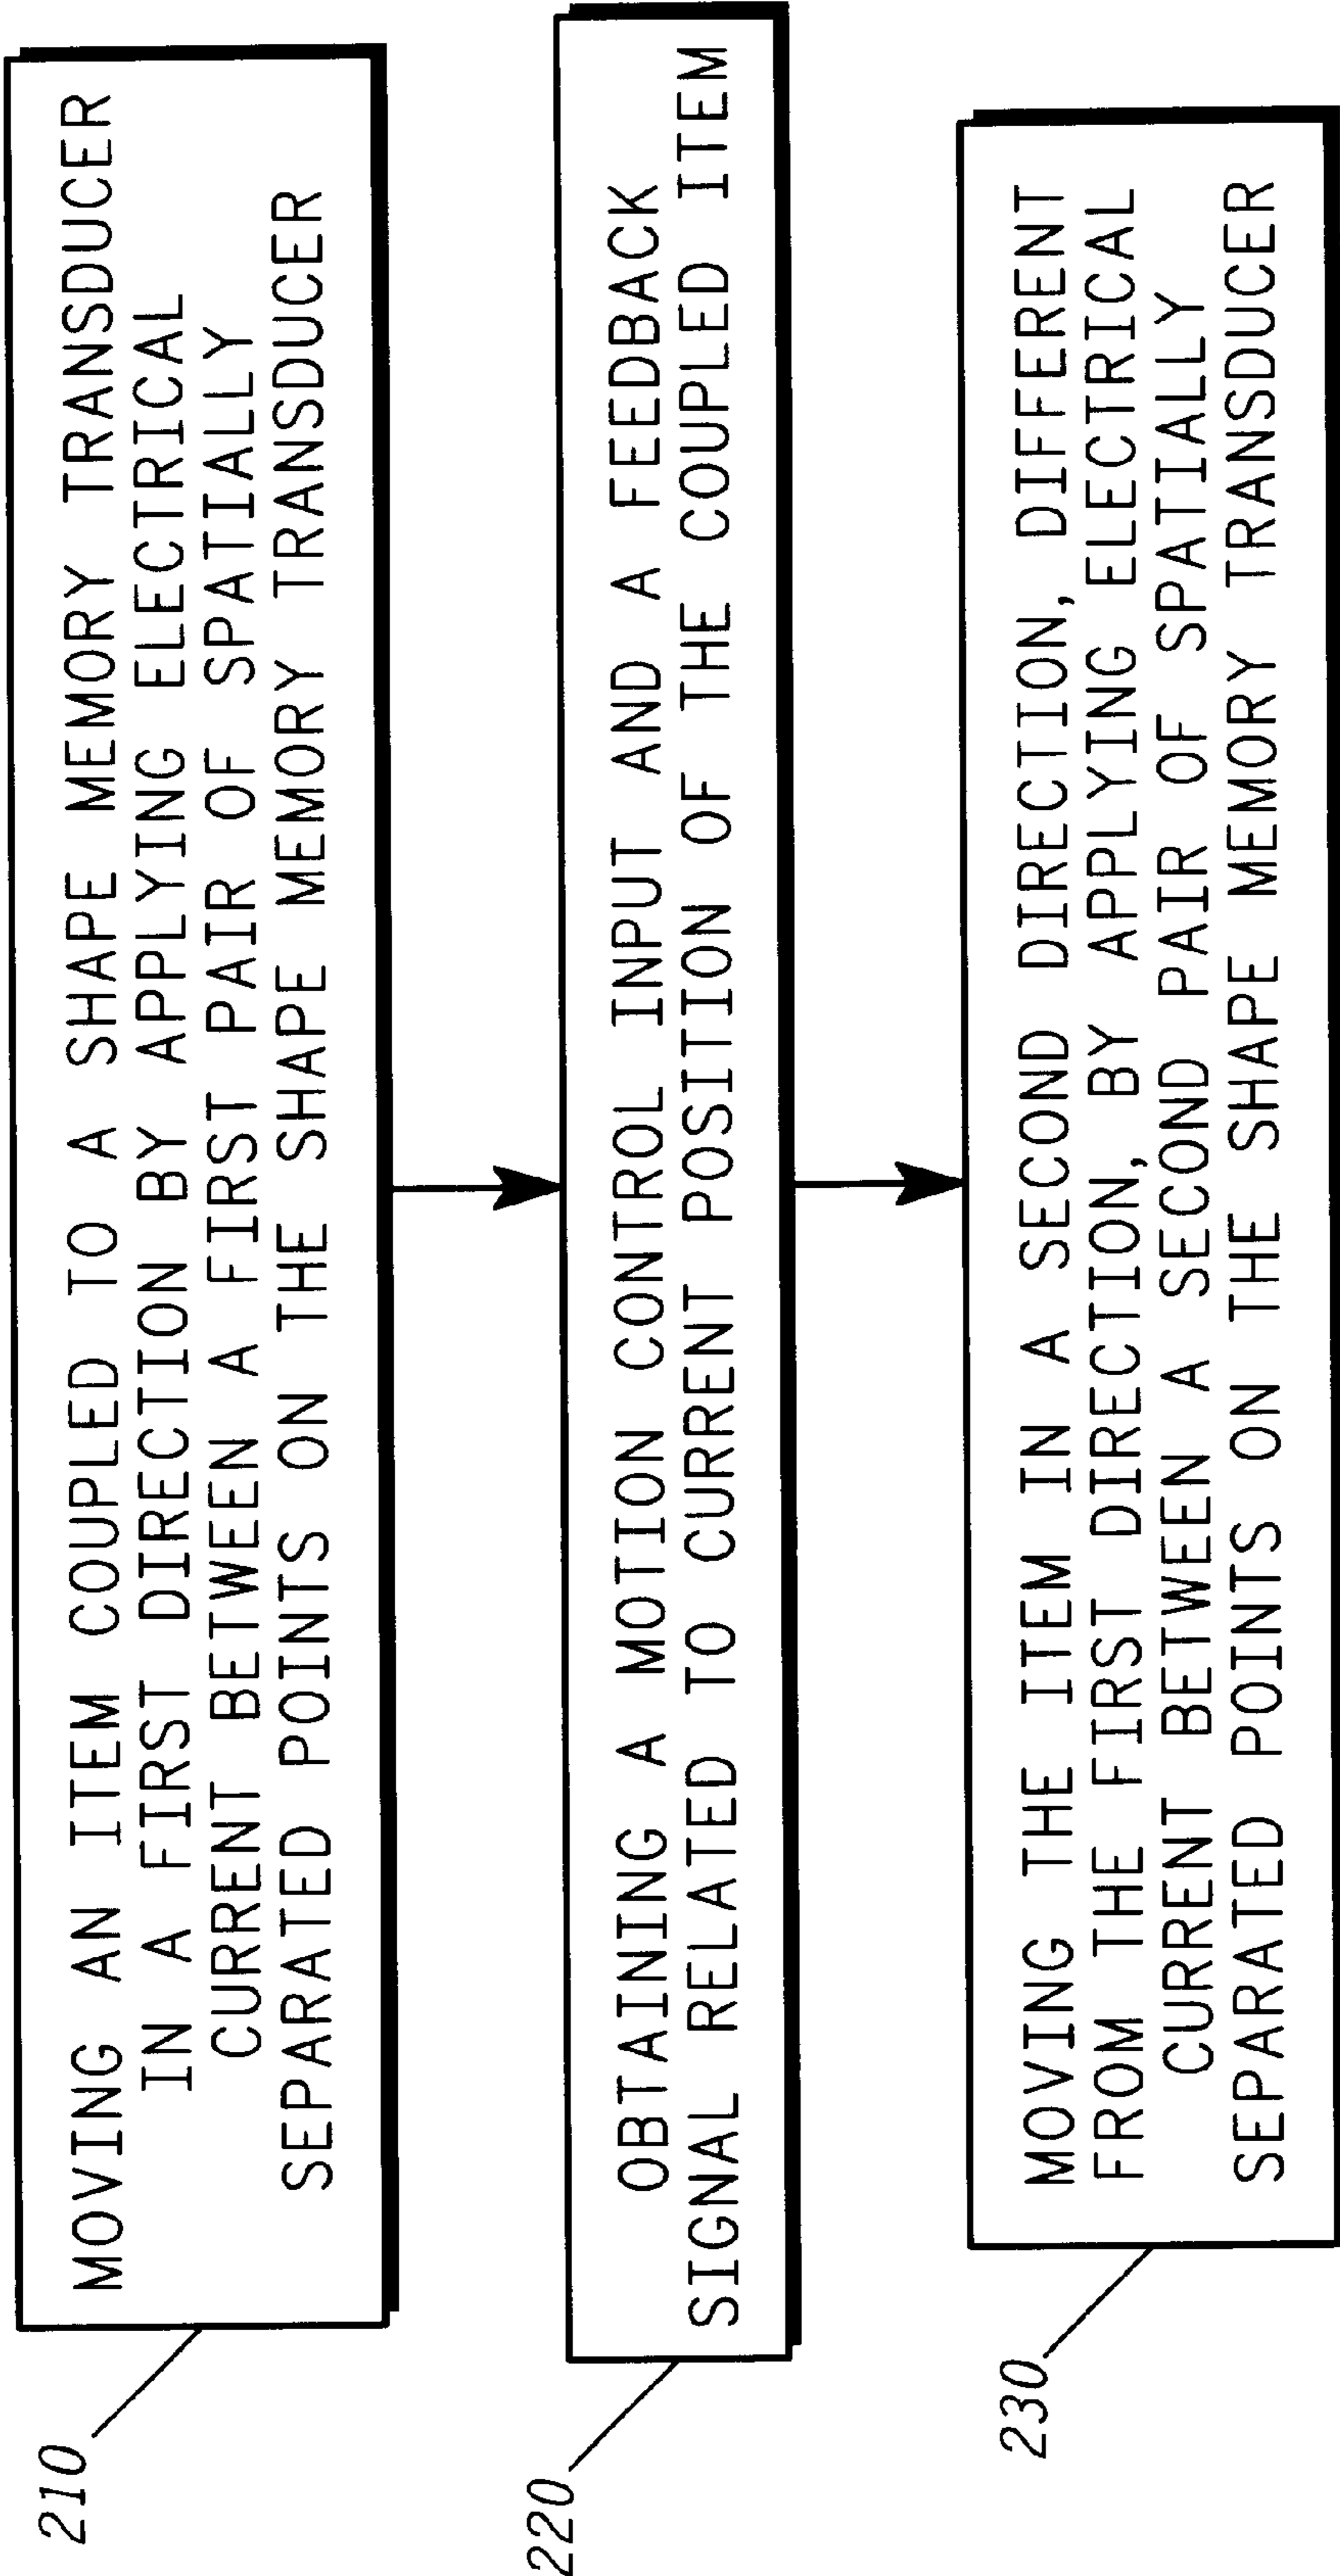 210
MOVING AN ITEM COUPLED TO A SHAPE MEMORY TRANSDUCER
IN A FIRST DIRECTION BY APPLYING ELECTRICAL
CURRENT BETWEEN A FIRST PAIR OF SPATIALLY
SEPARATED POINTS ON THE SHAPE MEMORY TRANSDUCER
220
OBTAINING A MOTION CONTROL INPUT AND A FEEDBACK
SIGNAL RELATED TO CURRENT POSITION OF THE COUPLED ITEM
230
MOVING THE ITEM IN A SECOND DIRECTION, DIFFERENT
FROM THE FIRST DIRECTION, BY APPLYING ELECTRICAL
CURRENT BETWEEN A SECOND PAIR OF SPATIALLY
SEPARATED POINTS ON THE SHAPE MEMORY TRANSDUCER